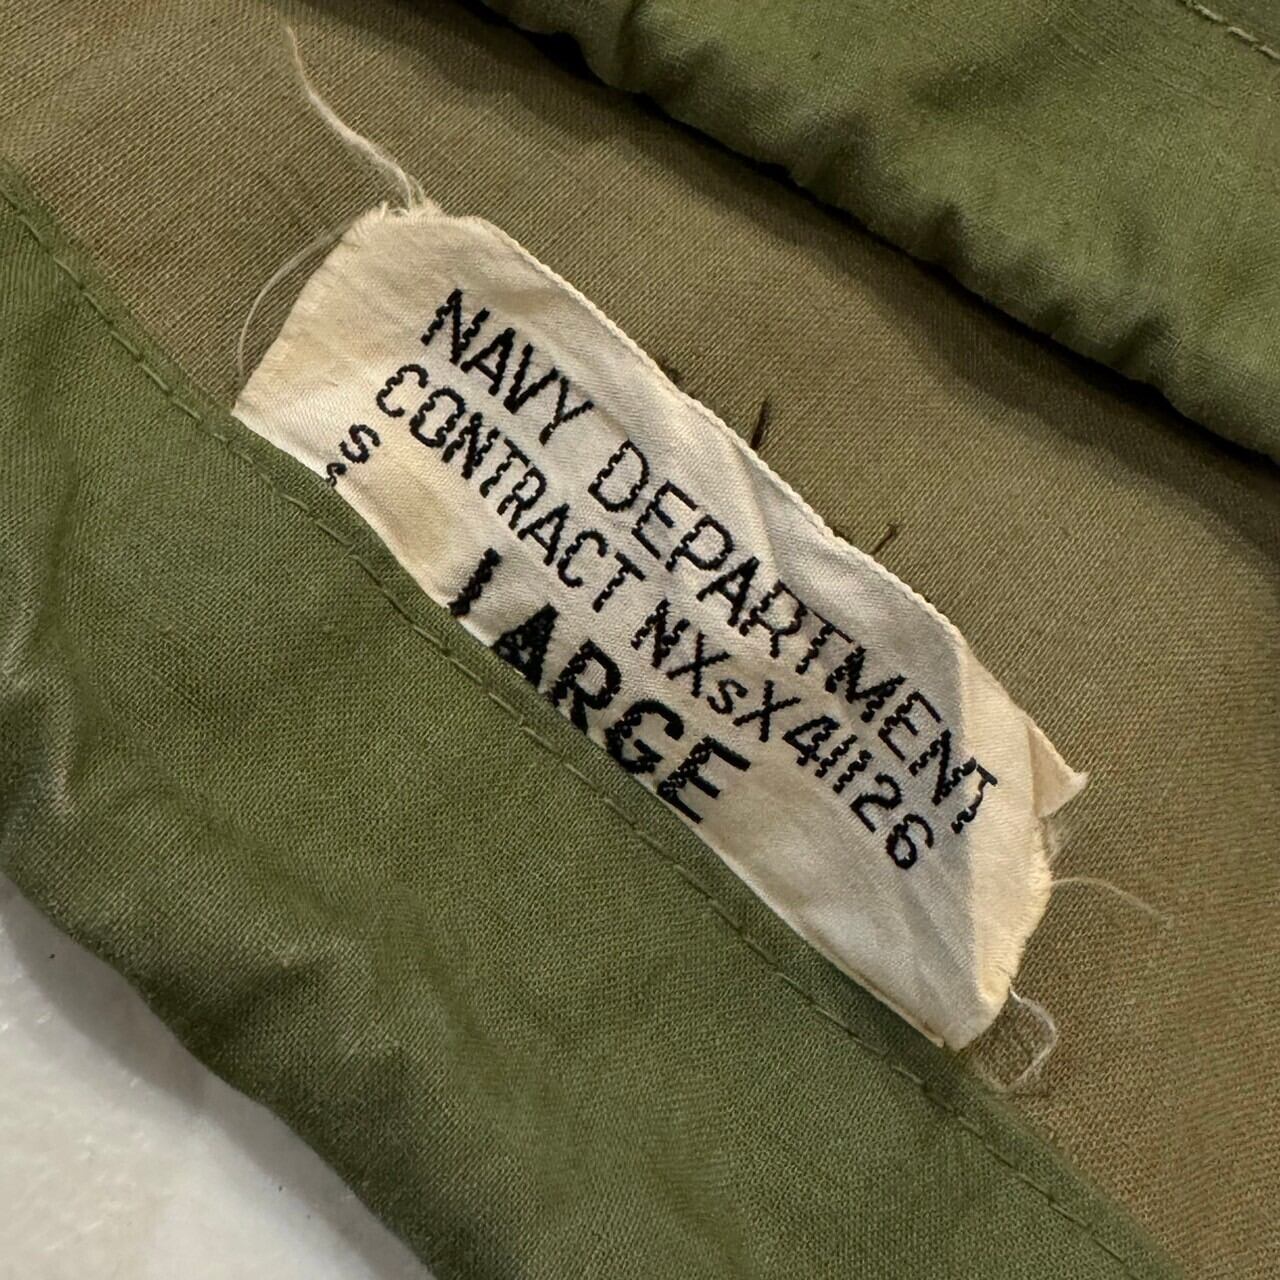 NAVY DEPARTMENT
CONTRACT NXsX41126
LARGE